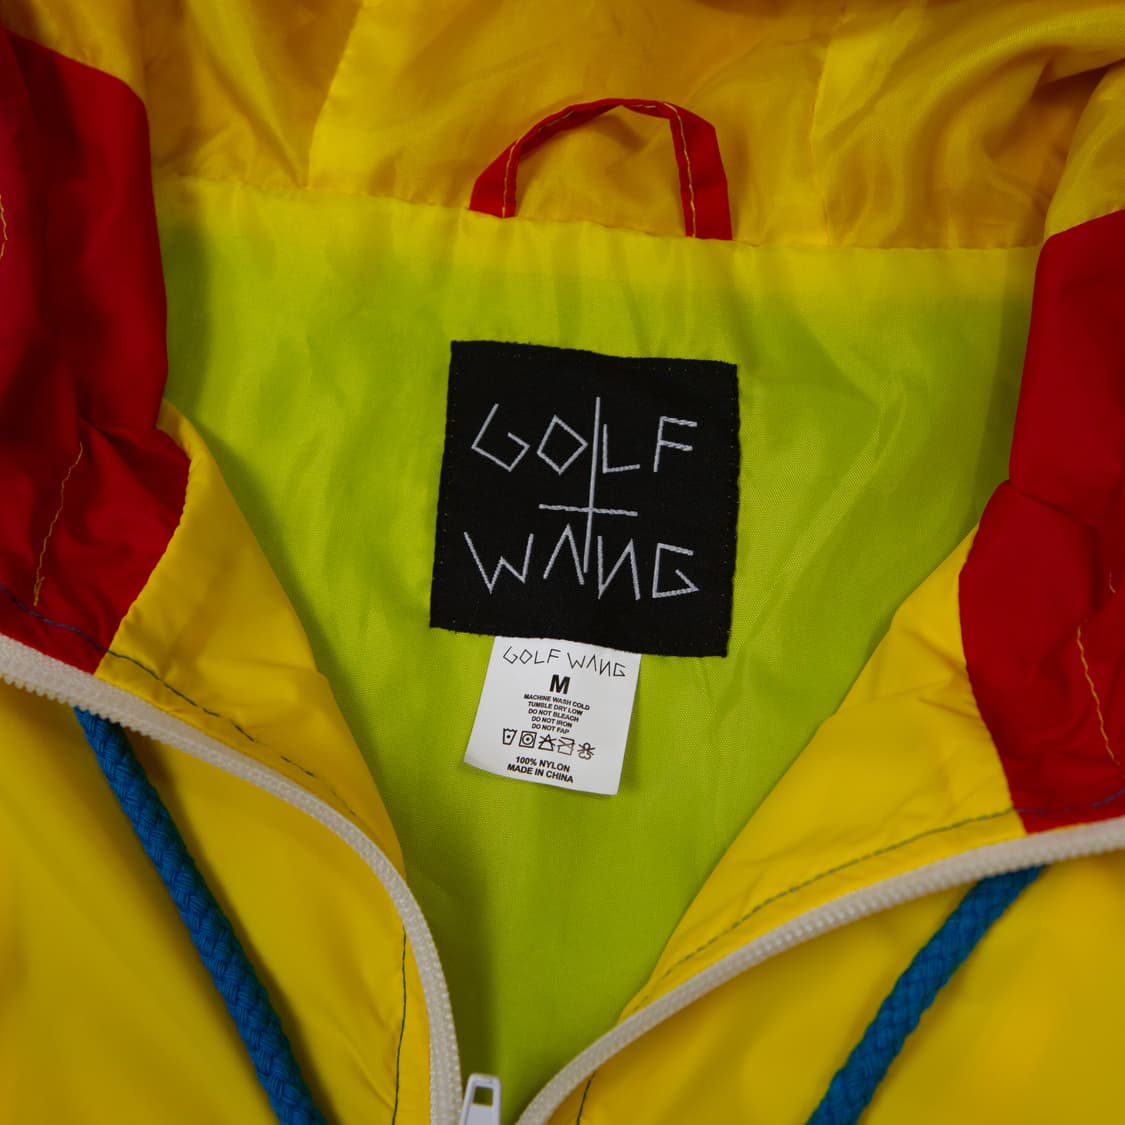 GOLF
WANG
GOLF WANG
M
MACHINE WASH COLD
TUMBLE DRY LOW
DO NOT BLEACH
DO NOT IRON
DO NOT FAP
100% NYLON
MADE IN CHINA